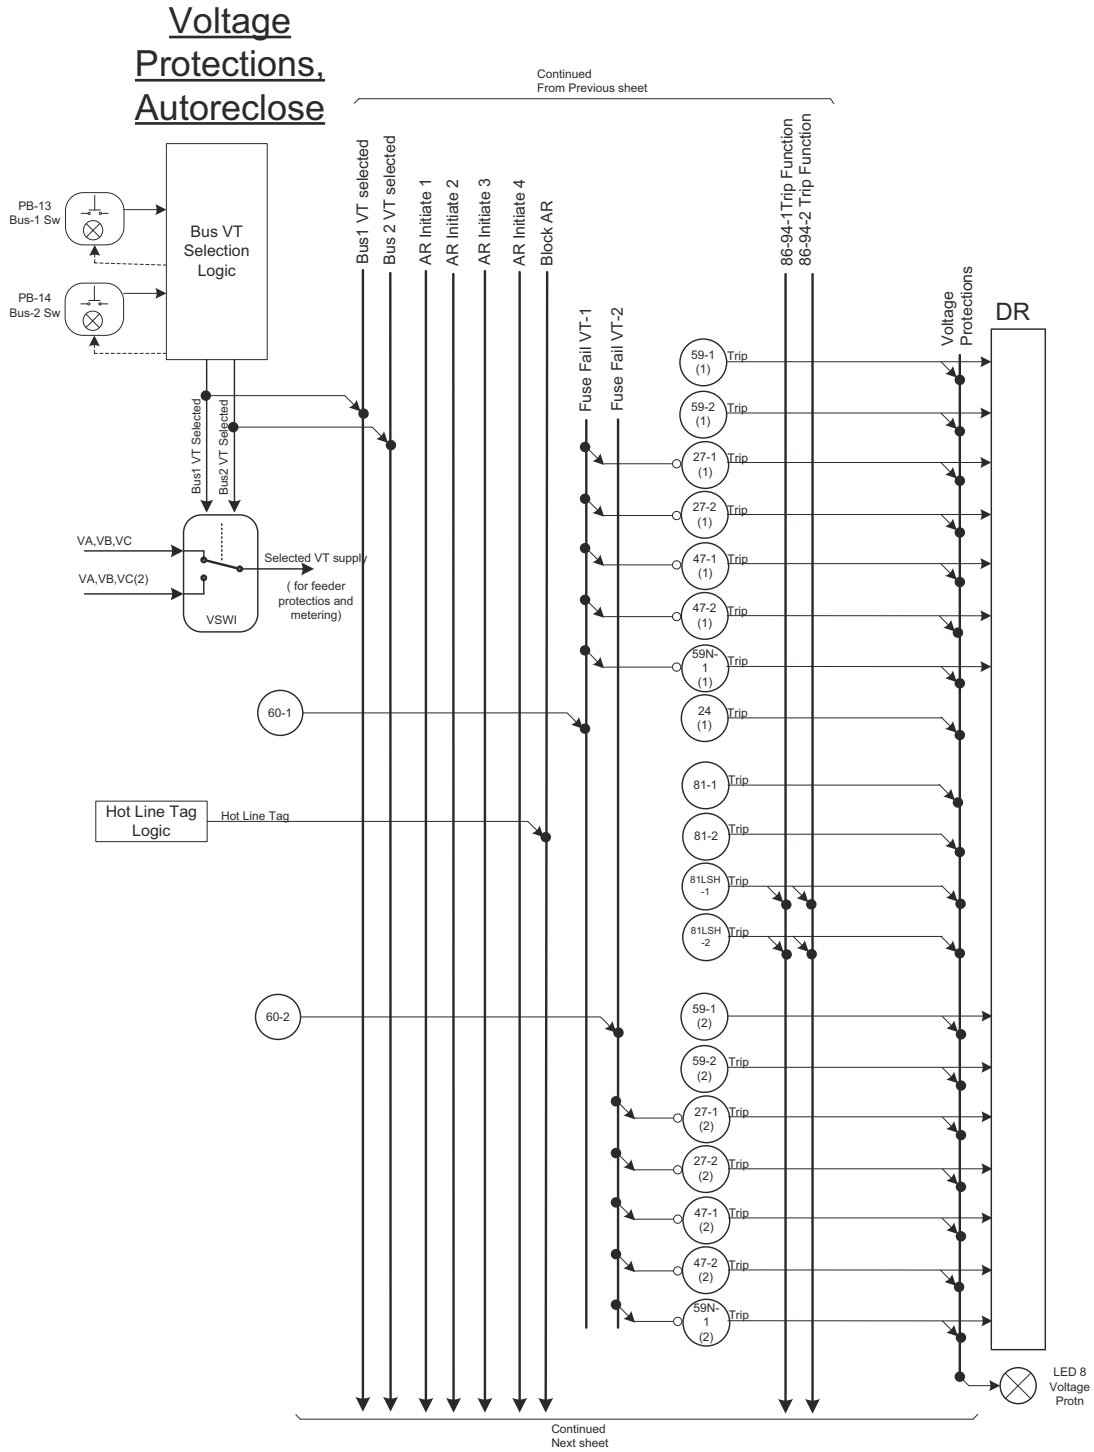 Voltage
Protections,
Autoreclose
Continued
From Previous sheet
Bus1 VT selected
Bus 2 VT selected
AR Initiate 1
AR Initiate 2
AR Initiate 3
AR Initiate 4
Block AR
86-94-1Trip Function
86-94-2 Trip Function
PB-13
Bus-1 Sw
PB-14
Bus-2 Sw
Bus VT
Selection
Logic
Fuse Fail VT-1
Fuse Fail VT-2
Voltage
Protections
DR
Bus1 VT Selected
Bus2 VT Selected
VA,VB,VC
VA,VB,VC(2)
VSWI
Selected VT supply
( for feeder
protectios and
metering)
59-1
(1)
Trip
59-2
(1)
Trip
27-1
(1)
Trip
27-2
(1)
Trip
47-1
(1)
Trip
47-2
(1)
Trip
59N-
1
(1)
Trip
60-1
24
(1)
Trip
81-1
Trip
Hot Line Tag
Logic
Hot Line Tag
81-2
Trip
81LSH
-1
Trip
81LSH
-2
Trip
60-2
59-1
(2)
Trip
59-2
(2)
Trip
27-1
(2)
Trip
27-2
(2)
Trip
47-1
(2)
Trip
47-2
(2)
Trip
59N-
1
(2)
Trip
LED 8
Voltage
Protn
Continued
Next sheet